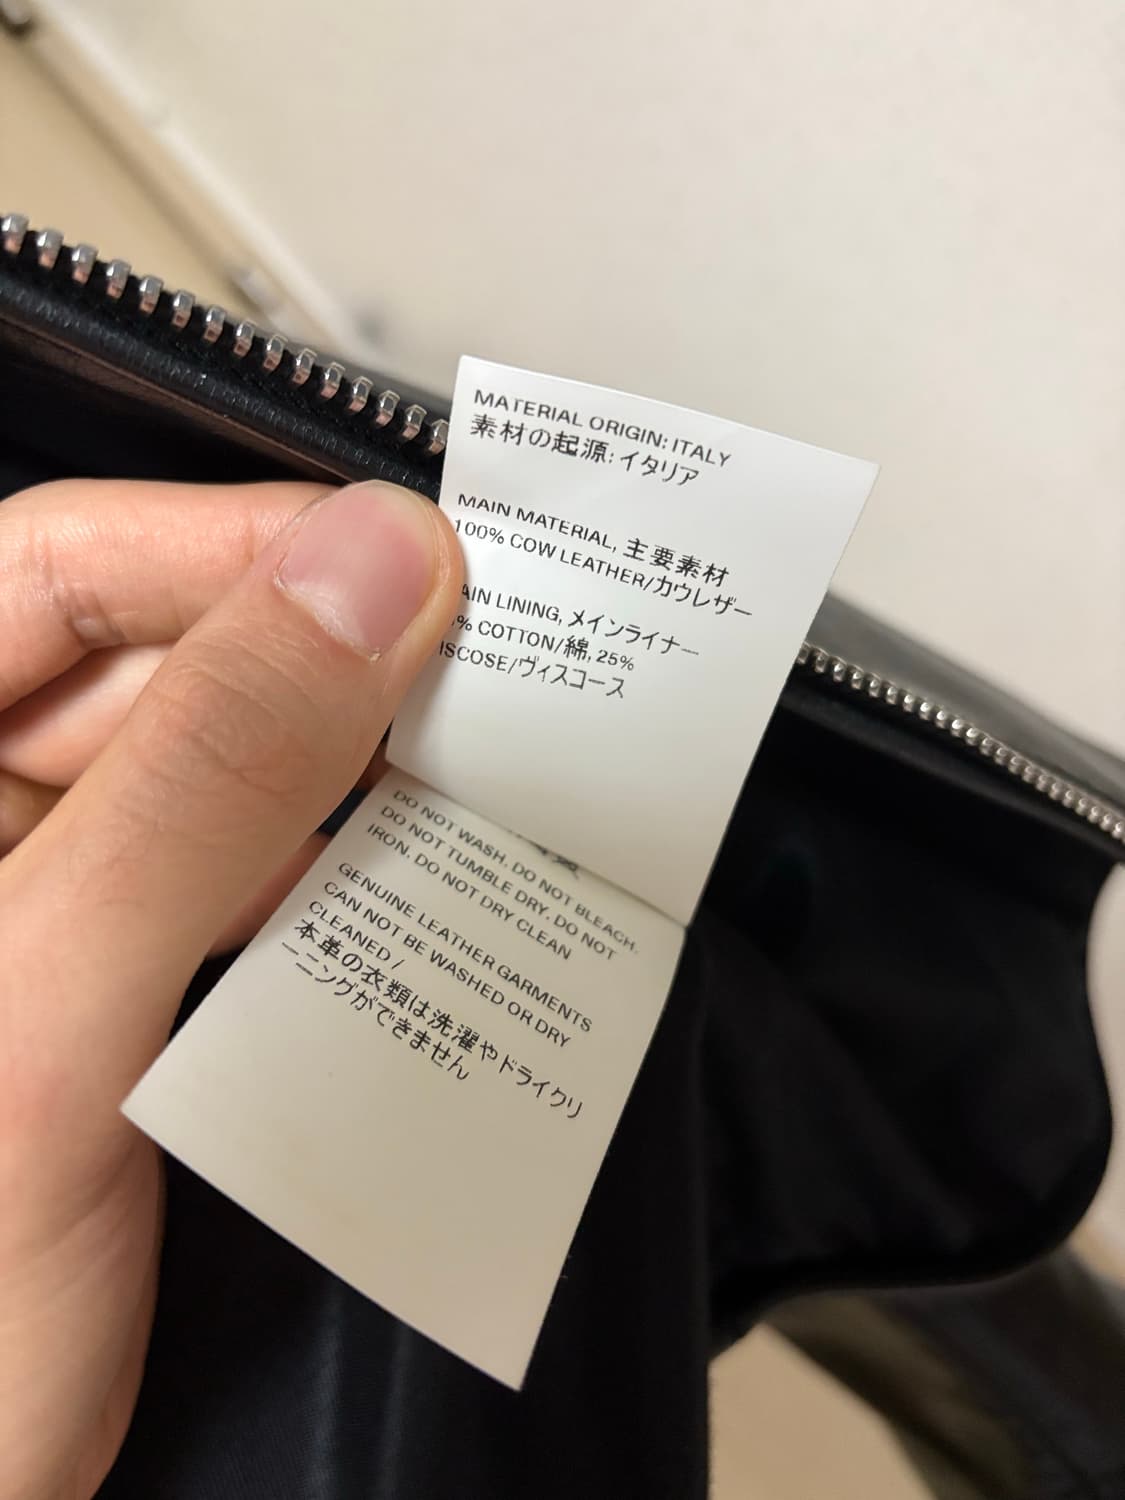 MATERIAL ORIGIN: ITALY
素材の起源: イタリア
MAIN MATERIAL, 主要素材
100% COW LEATHER/カウレザー
AIN LINING, メインライナー
% COTTON/綿, 25%
ISCOSE/ヴィスコース
DO NOT WASH. DO NOT BLEACH.
DO NOT TUMBLE DRY. DO NOT
IRON. DO NOT DRY CLEAN
GENUINE LEATHER GARMENTS
CAN NOT BE WASHED OR DRY
CLEANED /
本革の衣類は洗濯やドライクリ
ーニングができません